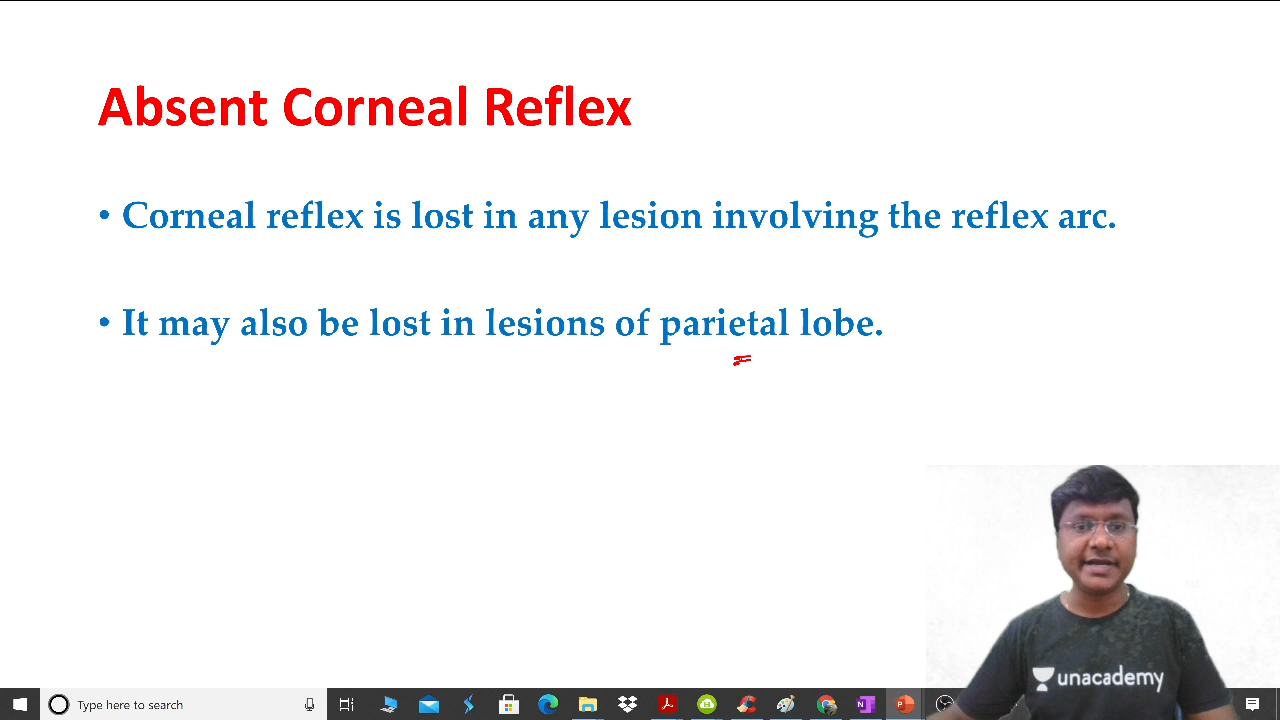 Absent Corneal Reflex
• Corneal reflex is lost in any lesion involving the reflex arc.
• It may also be lost in lesions of parietal lobe.
unacademy
Type here to search